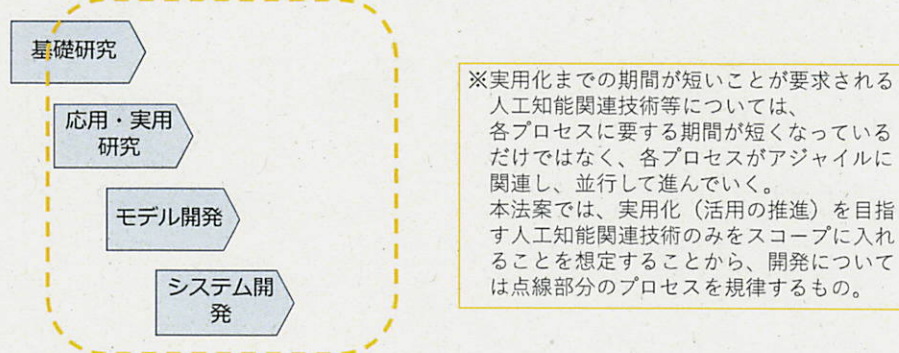 基礎研究
応用・実用
研究
モデル開発
システム開
発
※実用化までの期間が短いことが要求される
人工知能関連技術等については、
各プロセスに要する期間が短くなっている
だけではなく、各プロセスがアジャイルに
関連し、並行して進んでいく。
本法案では、実用化（活用の推進）を目指
す人工知能関連技術のみをスコープに入れ
ることを想定することから、開発について
は点線部分のプロセスを規律するもの。